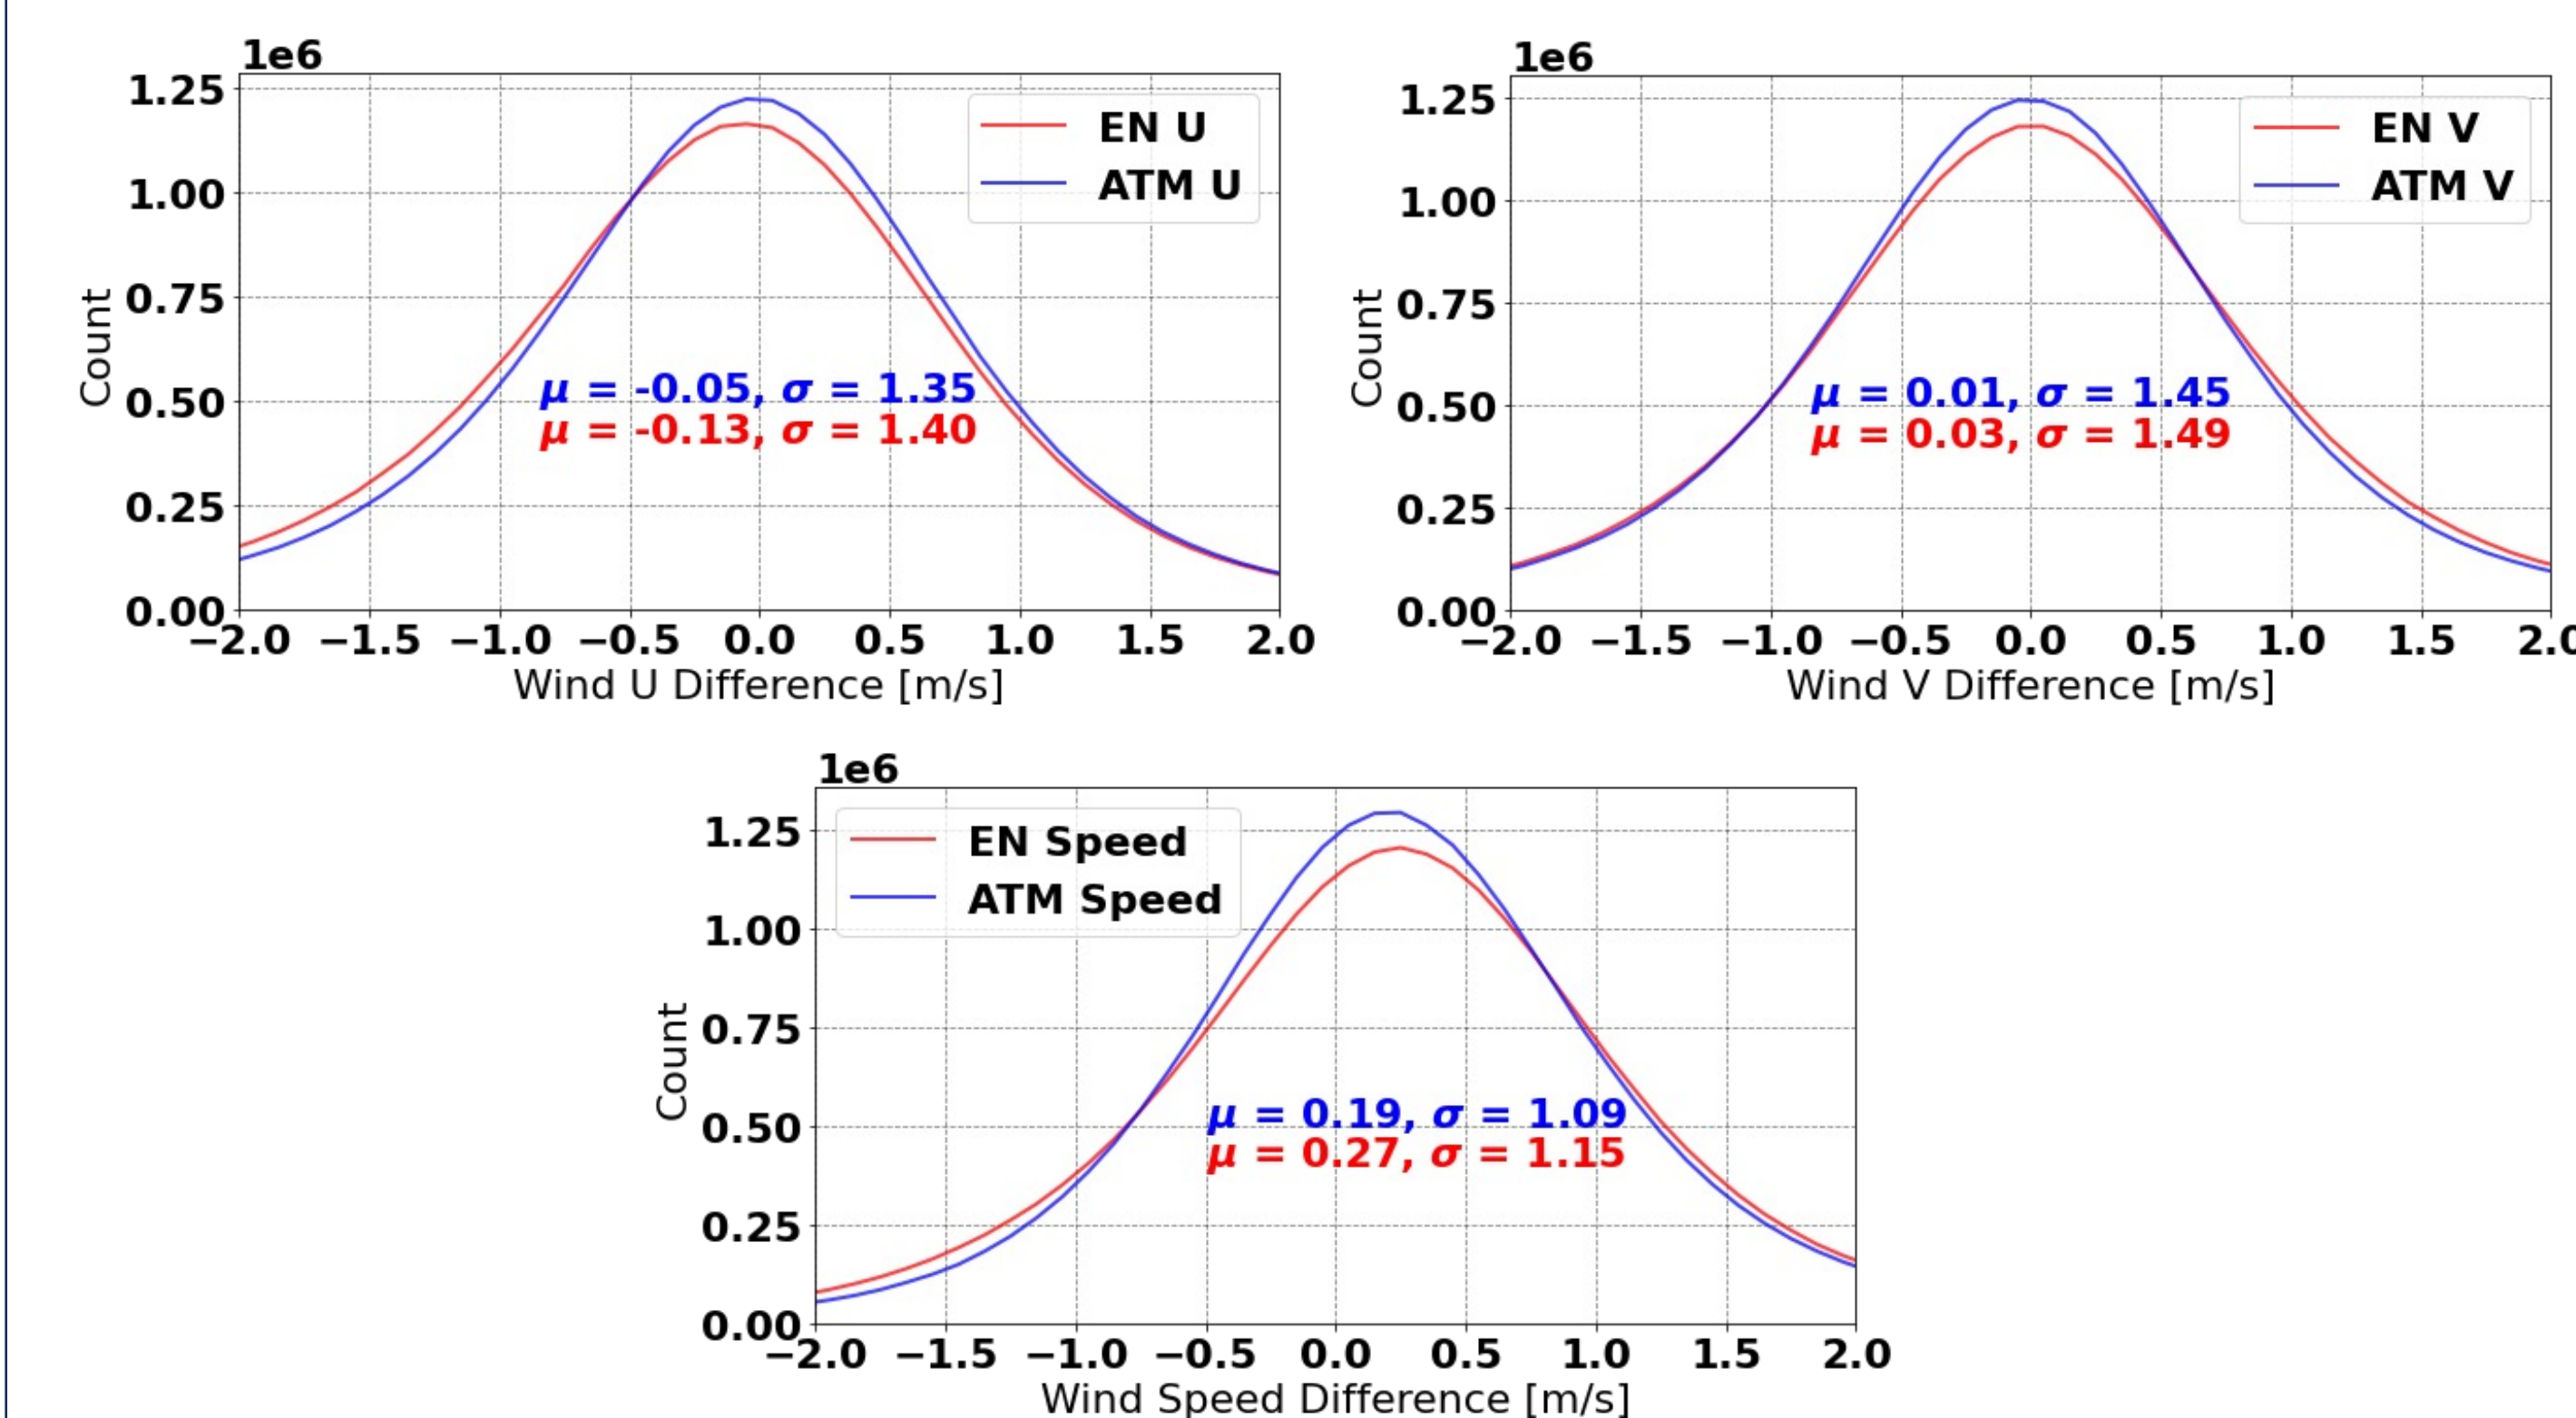 1e6
1.25
1.00
0.75
0.50
0.25
0.00
Count
EN U
ATM U
μ = -0.05, σ = 1.35
μ = -0.13, σ = 1.40
−2.0 −1.5 −1.0 −0.5 0.0 0.5 1.0 1.5 2.0
Wind U Difference [m/s]
1e6
1.25
1.00
0.75
0.50
0.25
0.00
Count
EN V
ATM V
μ = 0.01, σ = 1.45
μ = 0.03, σ = 1.49
−2.0 −1.5 −1.0 −0.5 0.0 0.5 1.0 1.5 2.0
Wind V Difference [m/s]
1e6
1.25
1.00
0.75
0.50
0.25
0.00
Count
EN Speed
ATM Speed
μ = 0.19, σ = 1.09
μ = 0.27, σ = 1.15
−2.0 −1.5 −1.0 −0.5 0.0 0.5 1.0 1.5 2.0
Wind Speed Difference [m/s]